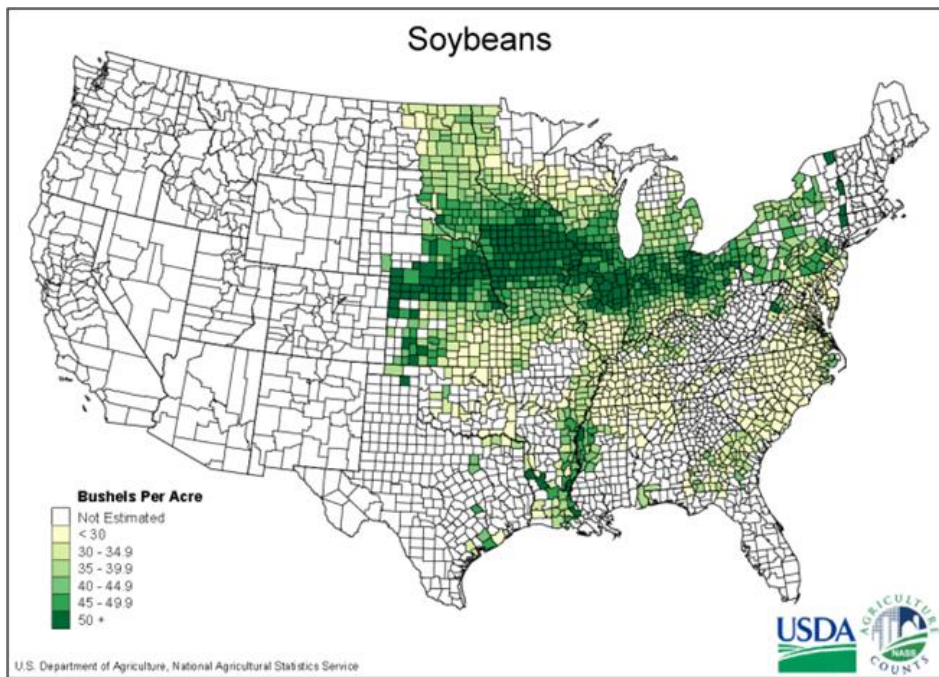 Soybeans
Bushels Per Acre
Not Estimated
< 30
30 - 34.9
35 - 39.9
40 - 44.9
45 - 49.9
50 +
U.S. Department of Agriculture, National Agricultural Statistics Service
USDA
AGRICULTURE
NASS
COUNTS